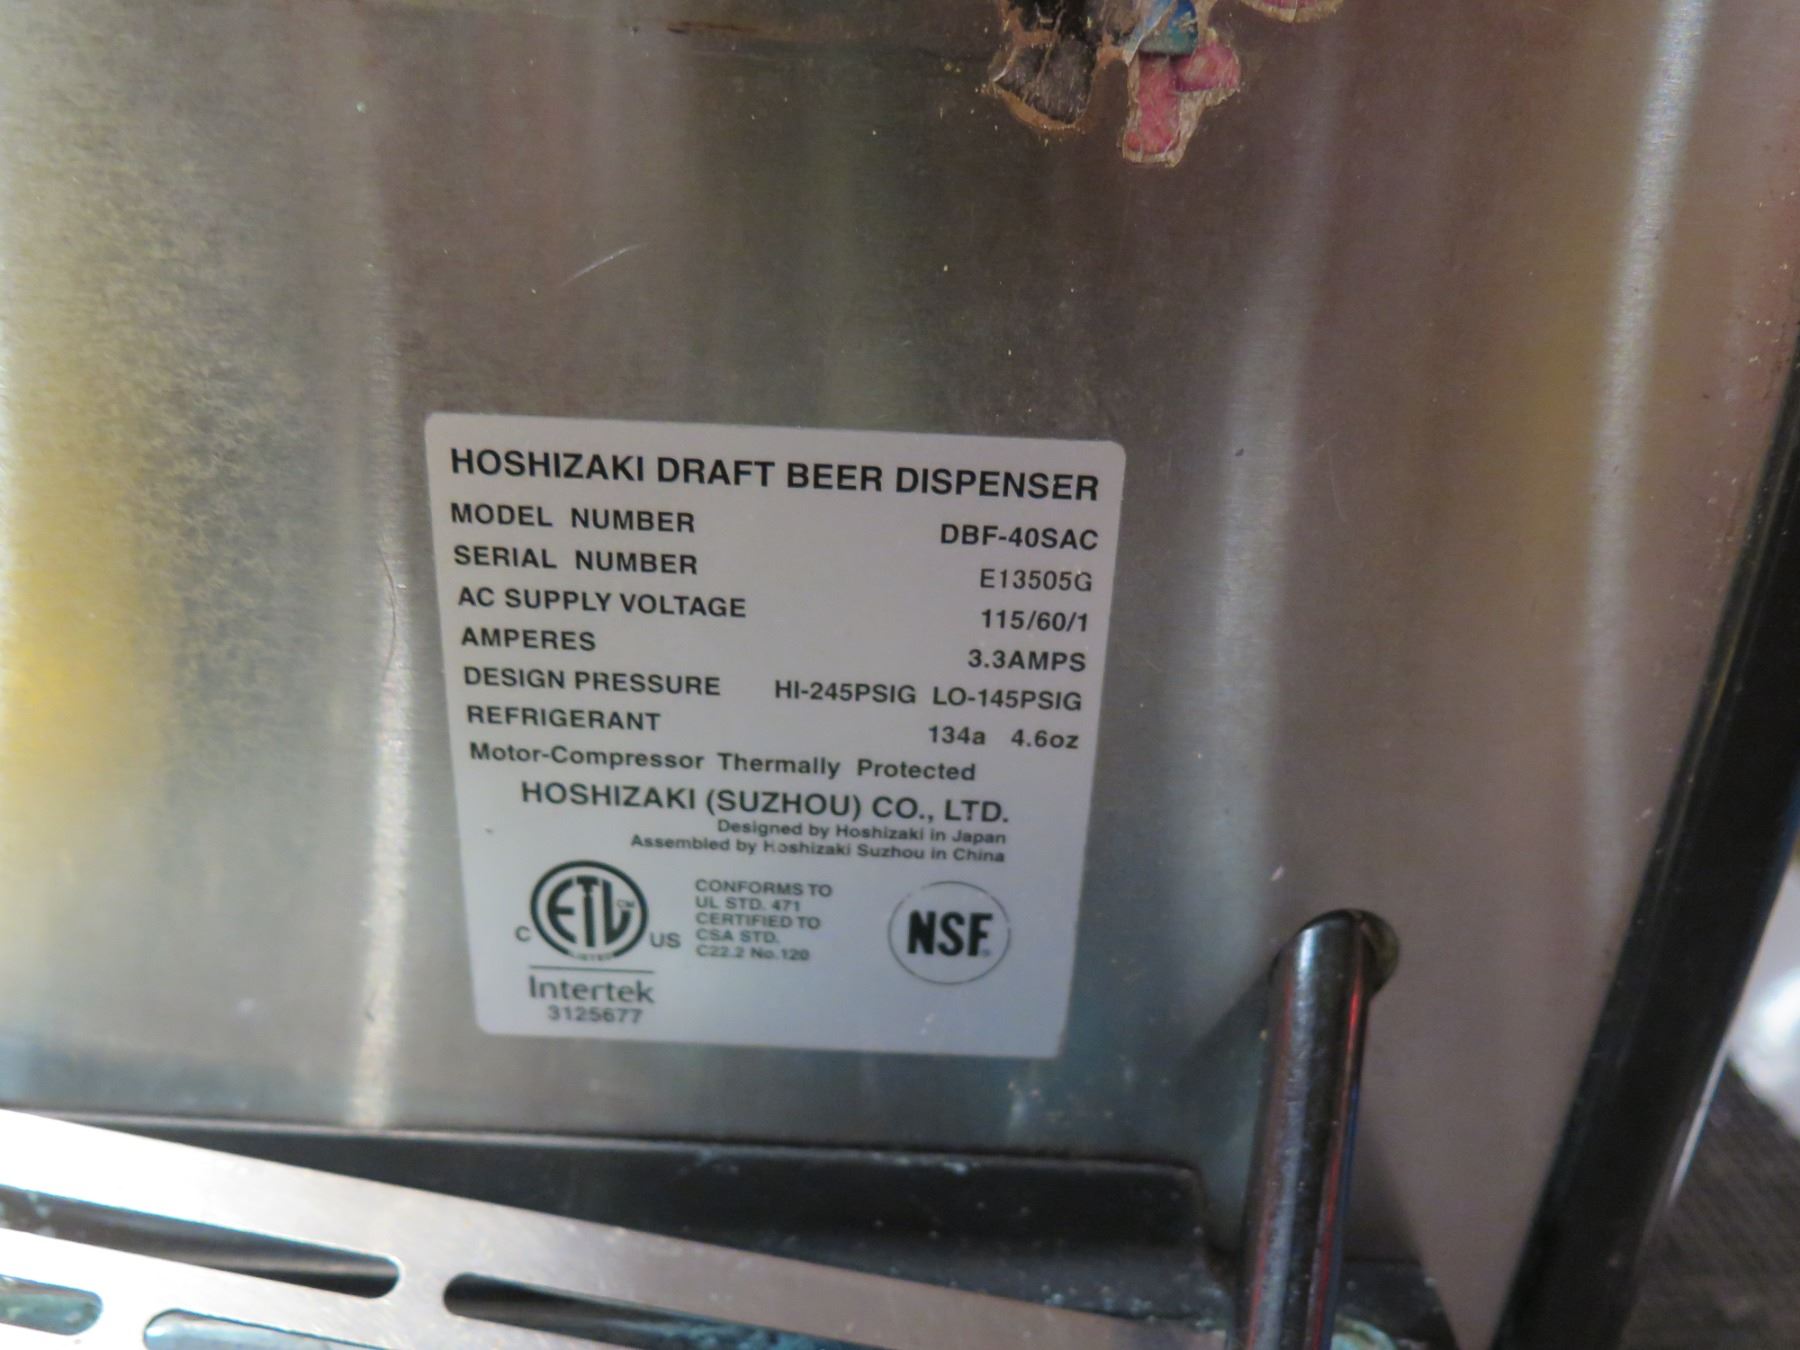 HOSHIZAKI DRAFT BEER DISPENSER
MODEL NUMBER DBF-40SAC
SERIAL NUMBER E13505G
AC SUPPLY VOLTAGE 115/60/1
AMPERES 3.3AMPS
DESIGN PRESSURE HI-245PSIG LO-145PSIG
REFRIGERANT 134a 4.6oz
Motor-Compressor Thermally Protected
HOSHIZAKI (SUZHOU) CO., LTD.
Designed by Hoshizaki in Japan
Assembled by Hoshizaki Suzhou in China
C ETL CM LISTED US
Intertek
3125677
CONFORMS TO
UL STD. 471
CERTIFIED TO
CSA STD.
C22.2 No.120
NSF®